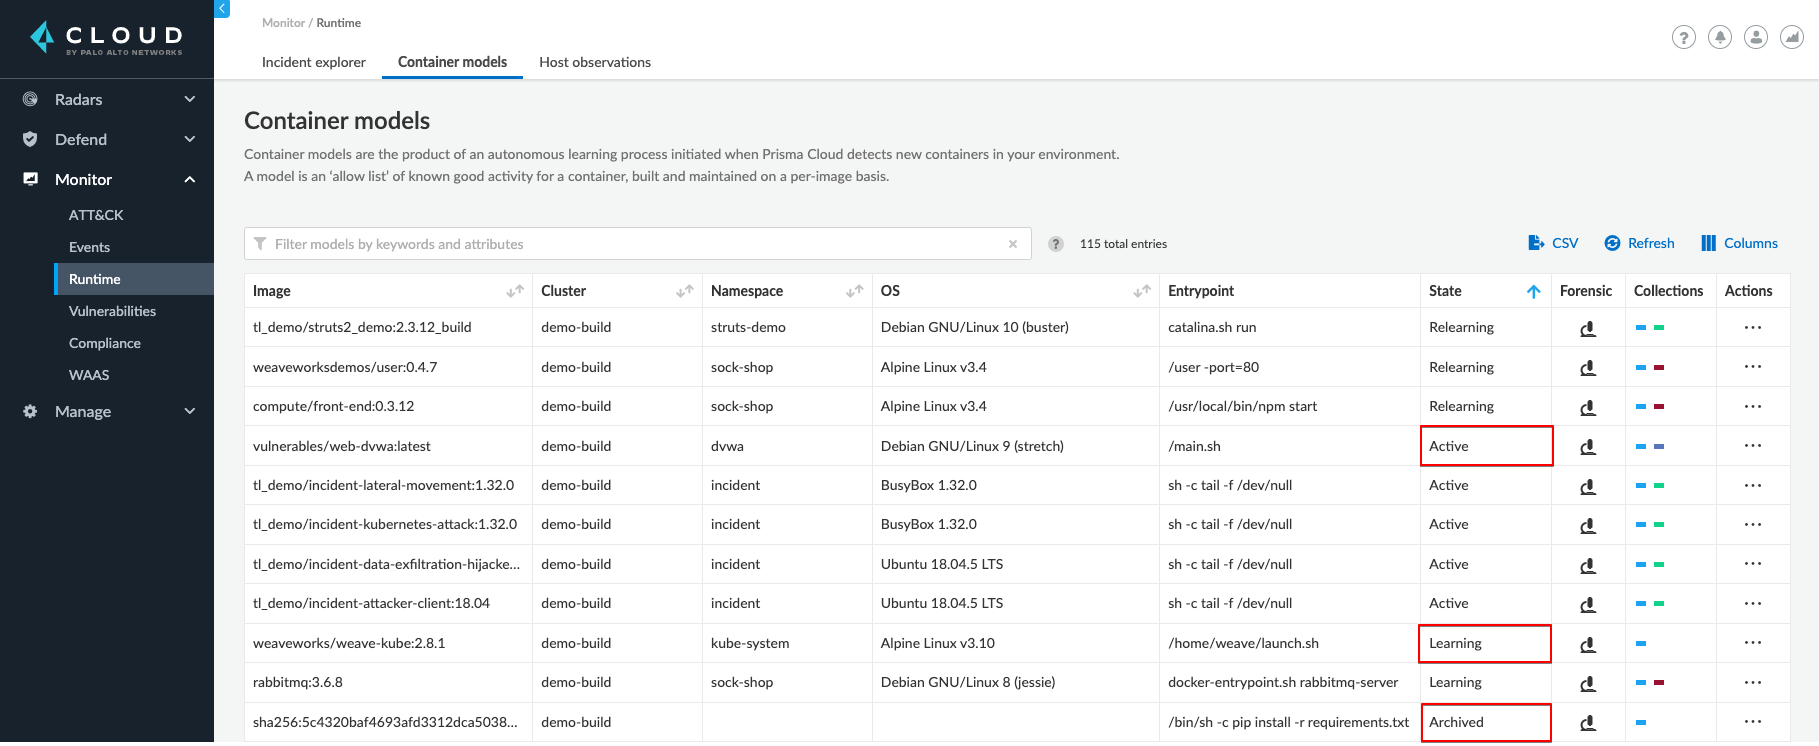 CLOUD
BY PALO ALTO NETWORKS
Radars
Defend
Monitor
ATT&CK
Events
Runtime
Vulnerabilities
Compliance
WAAS
Manage
Monitor / Runtime
Incident explorer Container models Host observations
Container models
Container models are the product of an autonomous learning process initiated when Prisma Cloud detects new containers in your environment.
A model is an ‘allow list’ of known good activity for a container, built and maintained on a per-image basis.
Filter models by keywords and attributes × ? 115 total entries CSV Refresh Columns
Image Cluster Namespace OS Entrypoint State Forensic Collections Actions
tl_demo/struts2_demo:2.3.12_build demo-build struts-demo Debian GNU/Linux 10 (buster) catalina.sh run Relearning ...
weaveworksdemos/user:0.4.7 demo-build sock-shop Alpine Linux v3.4 /user -port=80 Relearning ...
compute/front-end:0.3.12 demo-build sock-shop Alpine Linux v3.4 /usr/local/bin/npm start Relearning ...
vulnerables/web-dvwa:latest demo-build dvwa Debian GNU/Linux 9 (stretch) /main.sh Active ...
tl_demo/incident-lateral-movement:1.32.0 demo-build incident BusyBox 1.32.0 sh -c tail -f /dev/null Active ...
tl_demo/incident-kubernetes-attack:1.32.0 demo-build incident BusyBox 1.32.0 sh -c tail -f /dev/null Active ...
tl_demo/incident-data-exfiltration-hijacke... demo-build incident Ubuntu 18.04.5 LTS sh -c tail -f /dev/null Active ...
tl_demo/incident-attacker-client:18.04 demo-build incident Ubuntu 18.04.5 LTS sh -c tail -f /dev/null Active ...
weaveworks/weave-kube:2.8.1 demo-build kube-system Alpine Linux v3.10 /home/weave/launch.sh Learning ...
rabbitmq:3.6.8 demo-build sock-shop Debian GNU/Linux 8 (jessie) docker-entrypoint.sh rabbitmq-server Learning ...
sha256:5c4320baf4693afd3312dca5038... demo-build /bin/sh -c pip install -r requirements.txt Archived ...